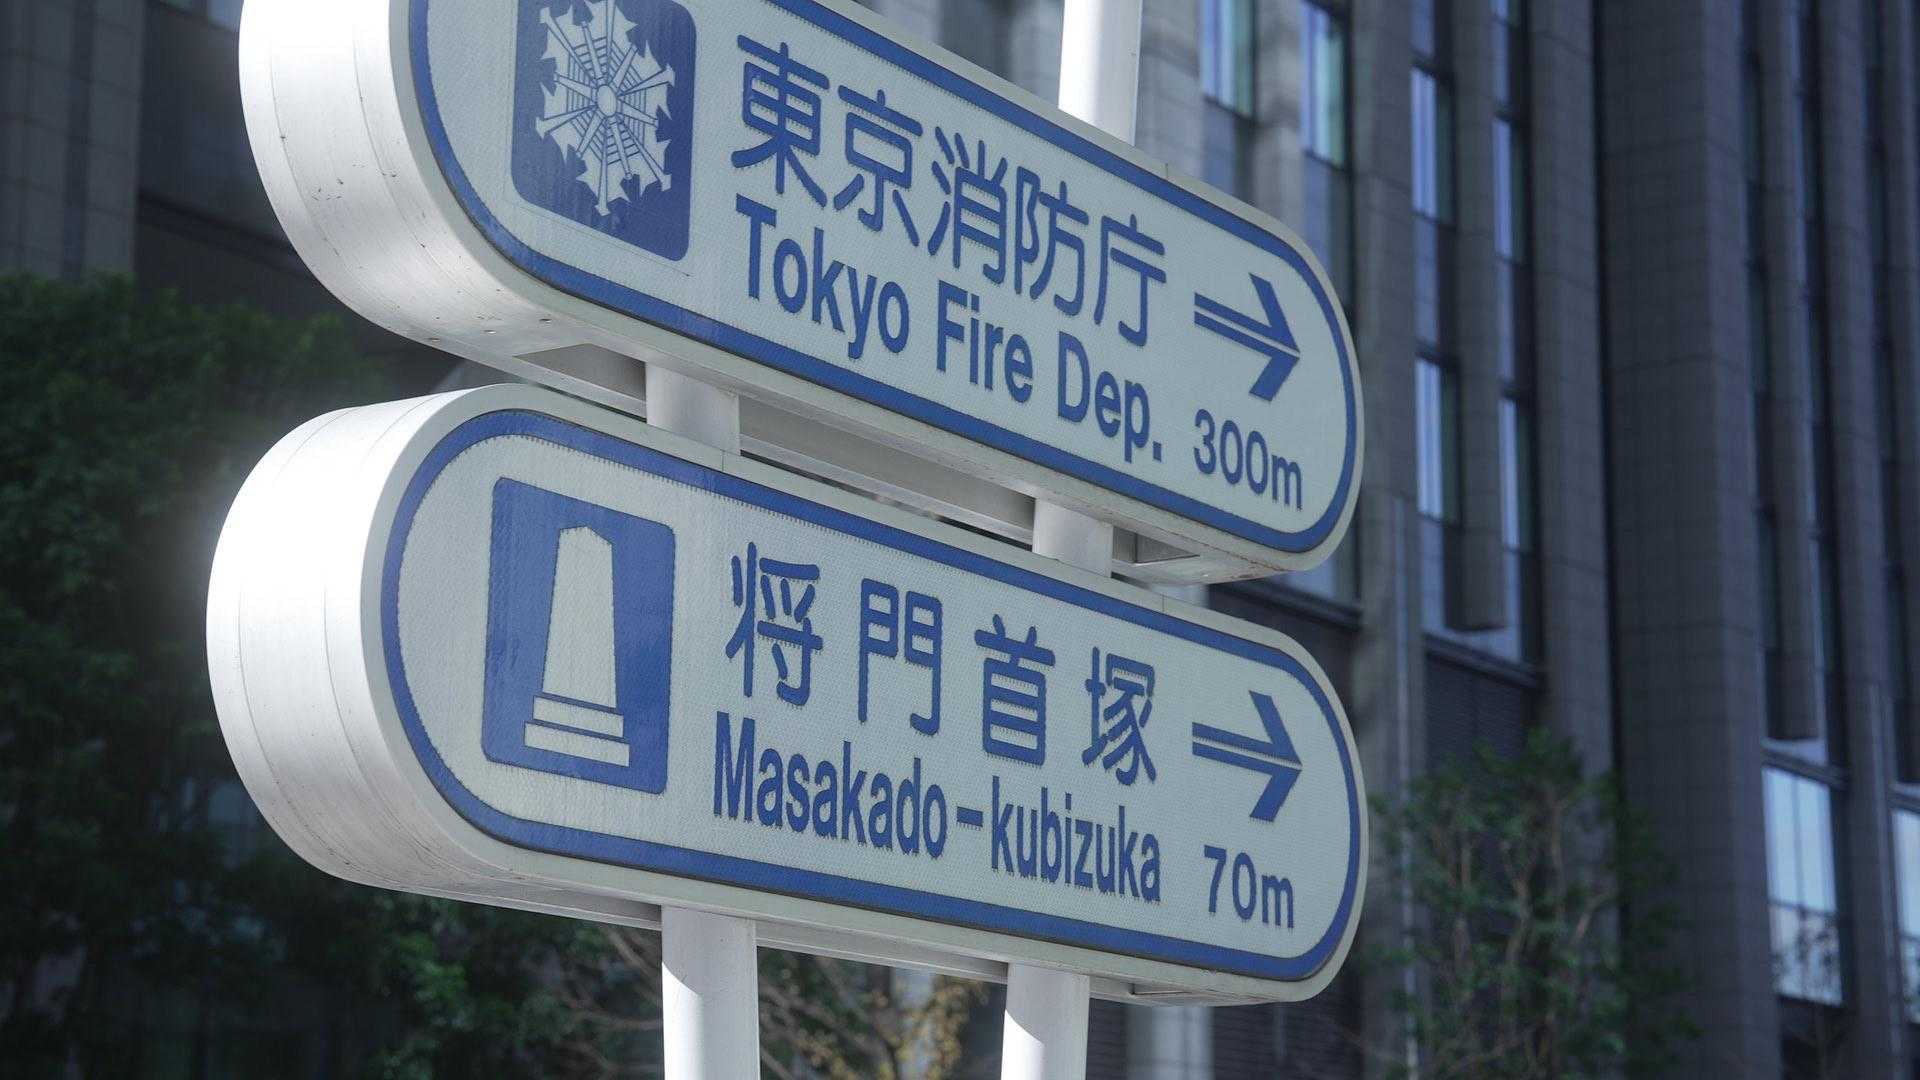 東京消防庁 →
Tokyo Fire Dep. 300m
将門首塚 →
Masakado-kubizuka 70m